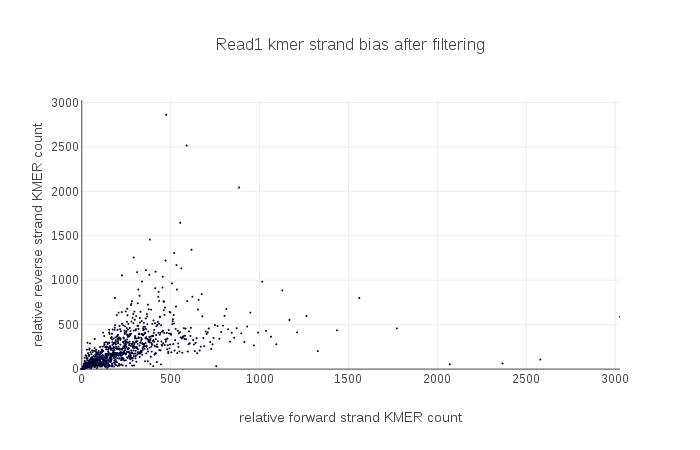 Read1 kmer strand bias after filtering
3000
2500
2000
1500
1000
500
0
relative reverse strand KMER count
0 500 1000 1500 2000 2500 3000
relative forward strand KMER count